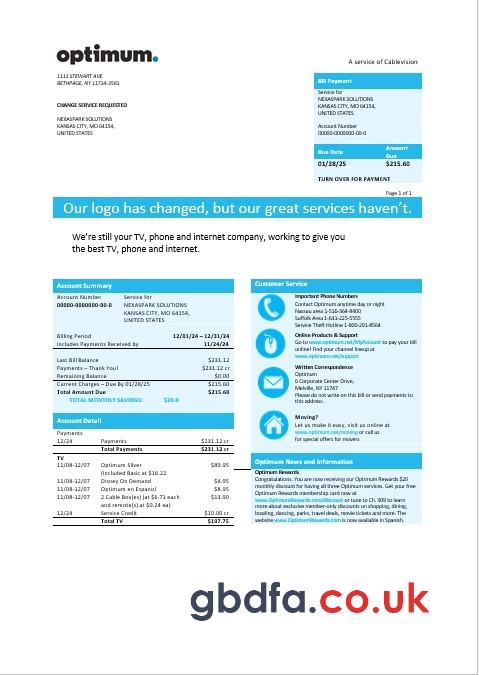 optimum.
A service of Cablevision
1111 STEWART AVE
BETHPAGE, NY 11714-3581
CHANGE SERVICE REQUESTED
NEXASPARK SOLUTIONS
KANSAS CITY, MO 64154,
UNITED STATES
Bill Payment
Service for
NEXASPARK SOLUTIONS
KANSAS CITY, MO 64154,
UNITED STATES
Account Number
00000-0000000-00-0
Due Date Amount Due
01/28/25 $215.60
TURN OVER FOR PAYMENT
Page 1 of 1
Our logo has changed, but our great services haven't.
We're still your TV, phone and internet company, working to give you
the best TV, phone and internet.
Account Summary
Account Number Service for
00000-0000000-00-0 NEXASPARK SOLUTIONS
KANSAS CITY, MO 64154,
UNITED STATES
Billing Period 12/01/24 – 12/31/24
Includes Payments Received by 11/24/24
Last Bill Balance $231.12
Payments – Thank You! $231.12 cr
Remaining Balance $0.00
Current Charges – Due By 01/28/25 $215.60
Total Amount Due $215.60
TOTAL MONTHLY SAVINGS: $20.0
Account Detail
Payments
12/24 Payments $231.12 cr
Total Payments $231.12 cr
TV
11/08-12/07 Optimum Silver $89.95
(Included Basic at $16.22
11/08-12/07 Disney On Demand $4.95
11/08-12/07 Optimum en Espanol $8.95
11/08-12/07 2 Cable Box(es) (at $6.71 each $13.90
and remote(s) at $0.24 ea)
12/24 Service Credit $10.00 cr
Total TV $107.75
Customer Service
Important Phone Numbers
Contact Optimum anytime day or night
Nassau area 1-516-364-8400
Suffolk Area 1-631-225-5555
Service Theft Hotline 1-800-291-8564
Online Products & Support
Go to www.optimum.net/MyAccount to pay your bill
online! Find your channel lineup at
www.optimum.net/support
Written Correspondence
Optimum
6 Corporate Center Drive,
Melville, NY 11747
Please do not write on this bill or send payments to
this address.
Moving?
Let us make it easy, visit us online at
www.optimum.net/moving or call us
for special offers for movers
Optimum News and Information
Optimum Rewards
Congratulations. You are now receiving our Optimum Rewards $20
monthly discount for having all three Optimum services. Get your free
Optimum Rewards membership card now at
www.OptimumRewards.com/discount or tune to Ch. 909 to learn
more about exclusive member-only discounts on shopping, dining,
bowling, dancing, parks, travel deals, movie tickets and more. The
website www.OptimumRewards.com is now available in Spanish.
gbdfa.co.uk